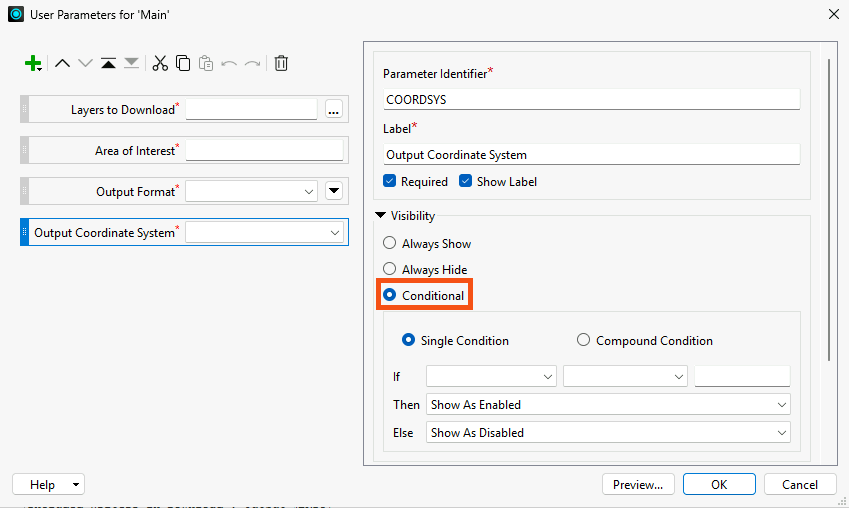 User Parameters for 'Main'
Layers to Download*
...
Area of Interest*
Output Format*
Output Coordinate System*
Parameter Identifier*
COORDSYS
Label*
Output Coordinate System
Required Show Label
Visibility
Always Show
Always Hide
Conditional
Single Condition Compound Condition
If
Then Show As Enabled
Else Show As Disabled
Help Preview... OK Cancel